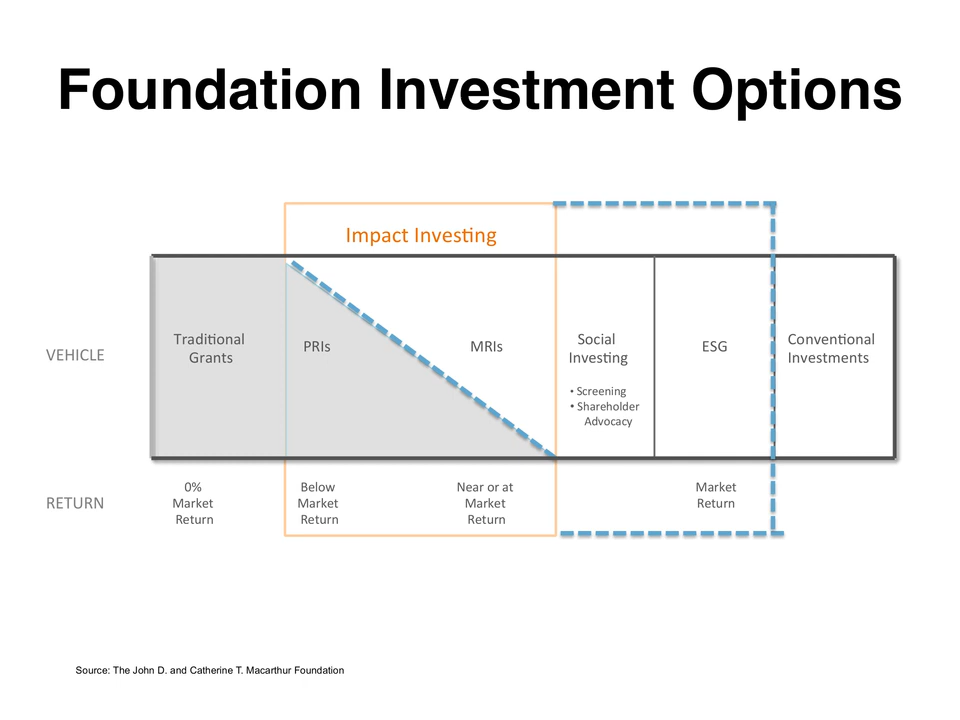 Foundation Investment Options
Impact Investing
VEHICLE
Traditional
Grants
PRIs
MRIs
Social
Investing
• Screening
• Shareholder
Advocacy
ESG
Conventional
Investments
RETURN
0%
Market
Return
Below
Market
Return
Near or at
Market
Return
Market
Return
Source: The John D. and Catherine T. Macarthur Foundation